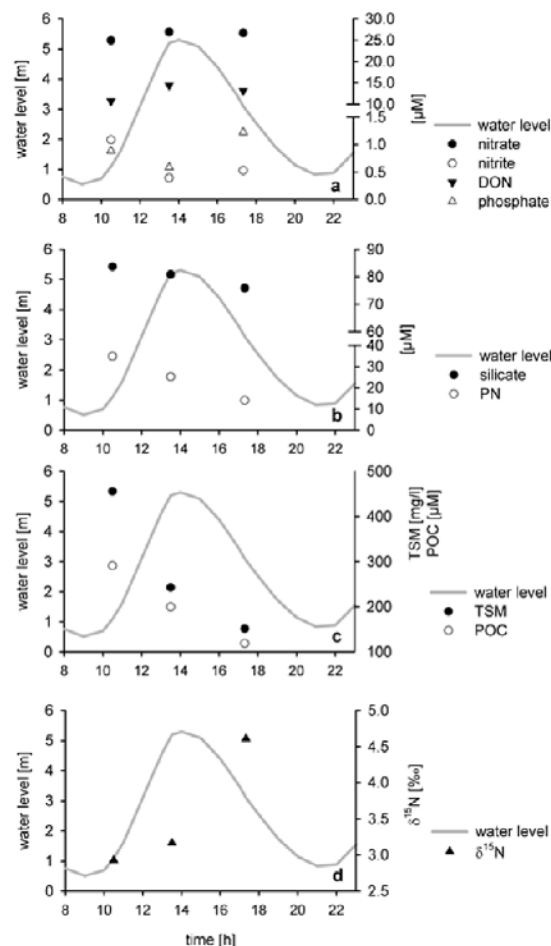 6
5
4
3
2
1
0
water level [m]
8 10 12 14 16 18 20 22
30.0
25.0
20.0
15.0
10.0
1.5
1.0
0.5
0.0
[µM]
a
water level
nitrate
nitrite
DON
phosphate
6
5
4
3
2
1
0
water level [m]
8 10 12 14 16 18 20 22
90
80
70
60
40
30
20
10
0
[µM]
b
water level
silicate
PN
6
5
4
3
2
1
0
water level [m]
8 10 12 14 16 18 20 22
500
400
300
200
100
TSM [mg/l]
POC [µM]
c
water level
TSM
POC
6
5
4
3
2
1
0
water level [m]
8 10 12 14 16 18 20 22
5.0
4.5
4.0
3.5
3.0
2.5
δ15N [‰]
d
water level
δ15N
time [h]